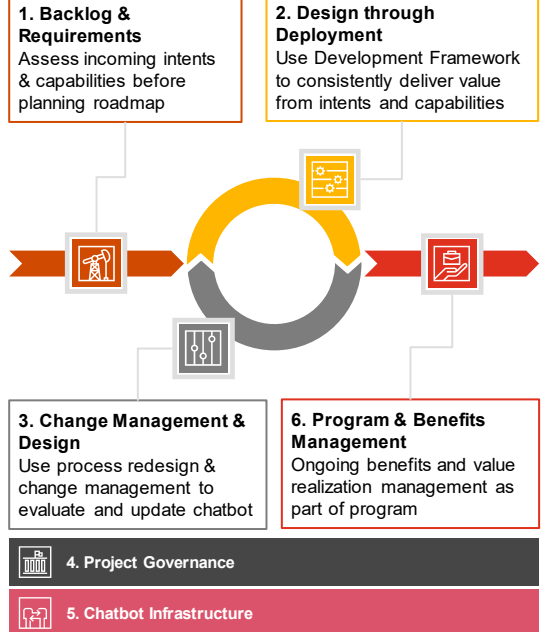 1. Backlog &
Requirements
Assess incoming intents
& capabilities before
planning roadmap
2. Design through
Deployment
Use Development Framework
to consistently deliver value
from intents and capabilities
3. Change Management &
Design
Use process redesign &
change management to
evaluate and update chatbot
6. Program & Benefits
Management
Ongoing benefits and value
realization management as
part of program
4. Project Governance
5. Chatbot Infrastructure